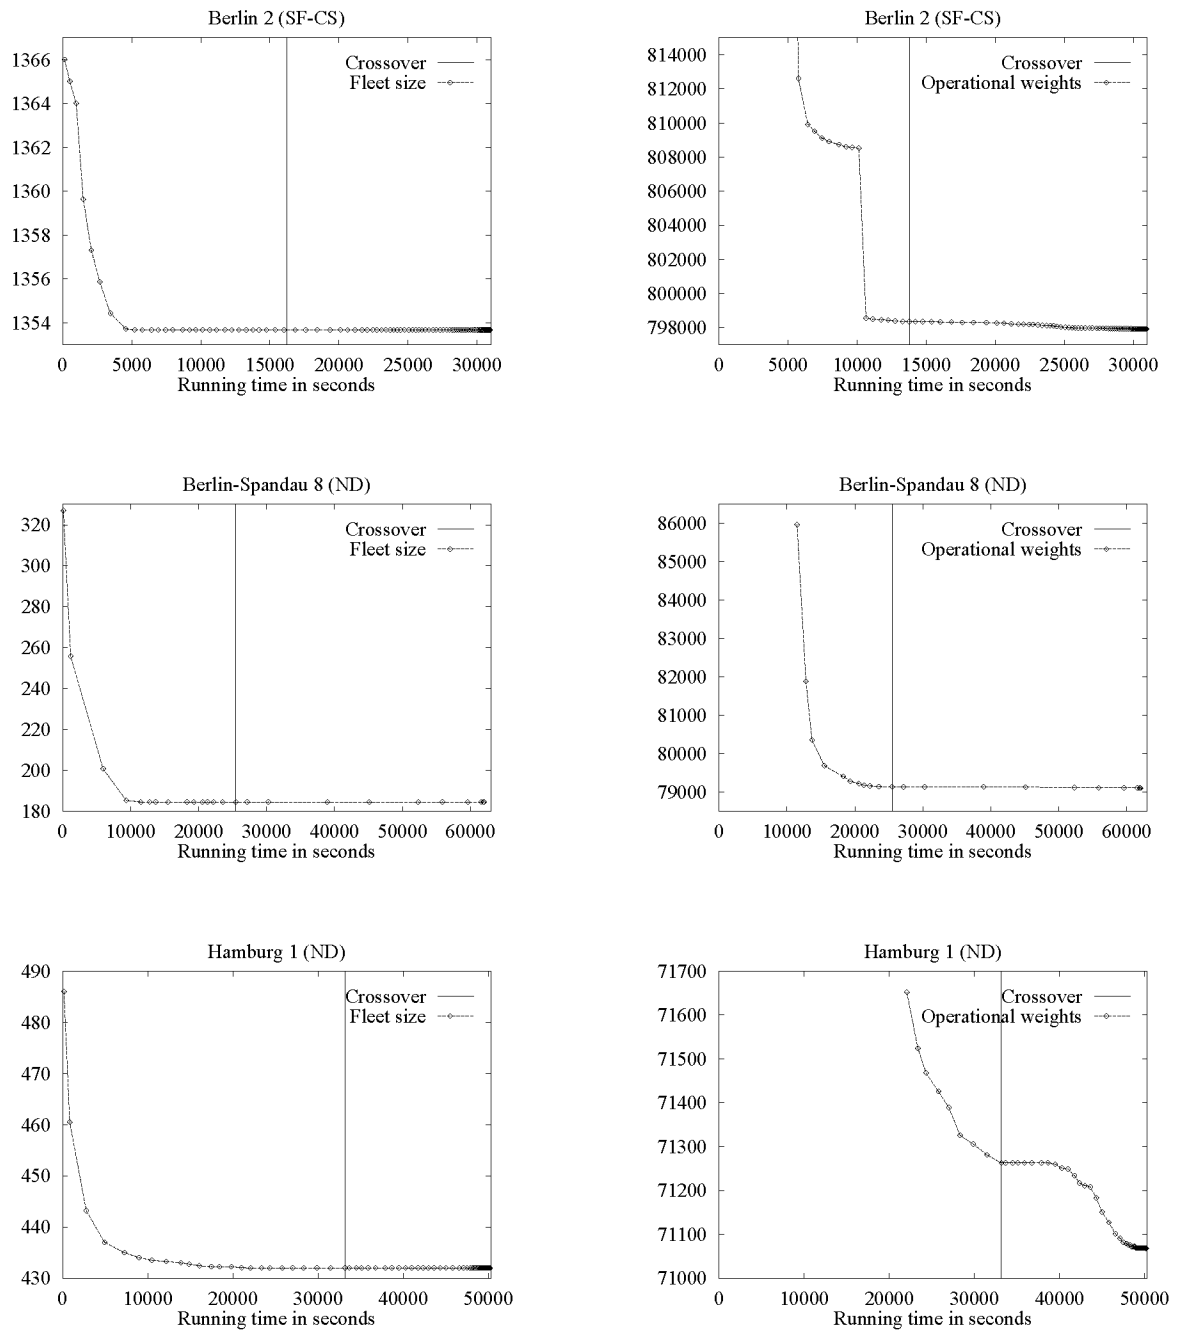 Berlin 2 (SF-CS)
Crossover
Fleet size
1366
1364
1362
1360
1358
1356
1354
0 5000 10000 15000 20000 25000 30000
Running time in seconds
Berlin 2 (SF-CS)
Crossover
Operational weights
814000
812000
810000
808000
806000
804000
802000
800000
798000
0 5000 10000 15000 20000 25000 30000
Running time in seconds
Berlin-Spandau 8 (ND)
Crossover
Fleet size
320
300
280
260
240
220
200
180
0 10000 20000 30000 40000 50000 60000
Running time in seconds
Berlin-Spandau 8 (ND)
Crossover
Operational weights
86000
85000
84000
83000
82000
81000
80000
79000
0 10000 20000 30000 40000 50000 60000
Running time in seconds
Hamburg 1 (ND)
Crossover
Fleet size
490
480
470
460
450
440
430
0 10000 20000 30000 40000 50000
Running time in seconds
Hamburg 1 (ND)
Crossover
Operational weights
71700
71600
71500
71400
71300
71200
71100
71000
0 10000 20000 30000 40000 50000
Running time in seconds